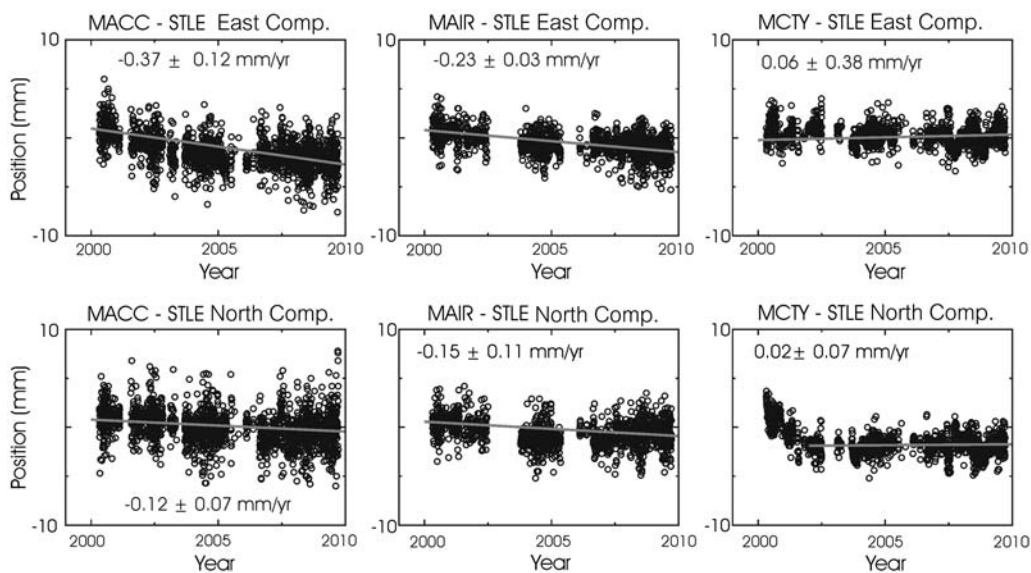 MACC - STLE East Comp.
MAIR - STLE East Comp.
MCTY - STLE East Comp.
10
-0.37 ± 0.12 mm/yr
Position (mm)
-10
2000 2005 2010
Year
-0.23 ± 0.03 mm/yr
2000 2005 2010
Year
10
0.06 ± 0.38 mm/yr
-10
2000 2005 2010
Year
MACC - STLE North Comp.
MAIR - STLE North Comp.
MCTY - STLE North Comp.
10
Position (mm)
-0.12 ± 0.07 mm/yr
-10
2000 2005 2010
Year
-0.15 ± 0.11 mm/yr
2000 2005 2010
Year
10
0.02± 0.07 mm/yr
-10
2000 2005 2010
Year